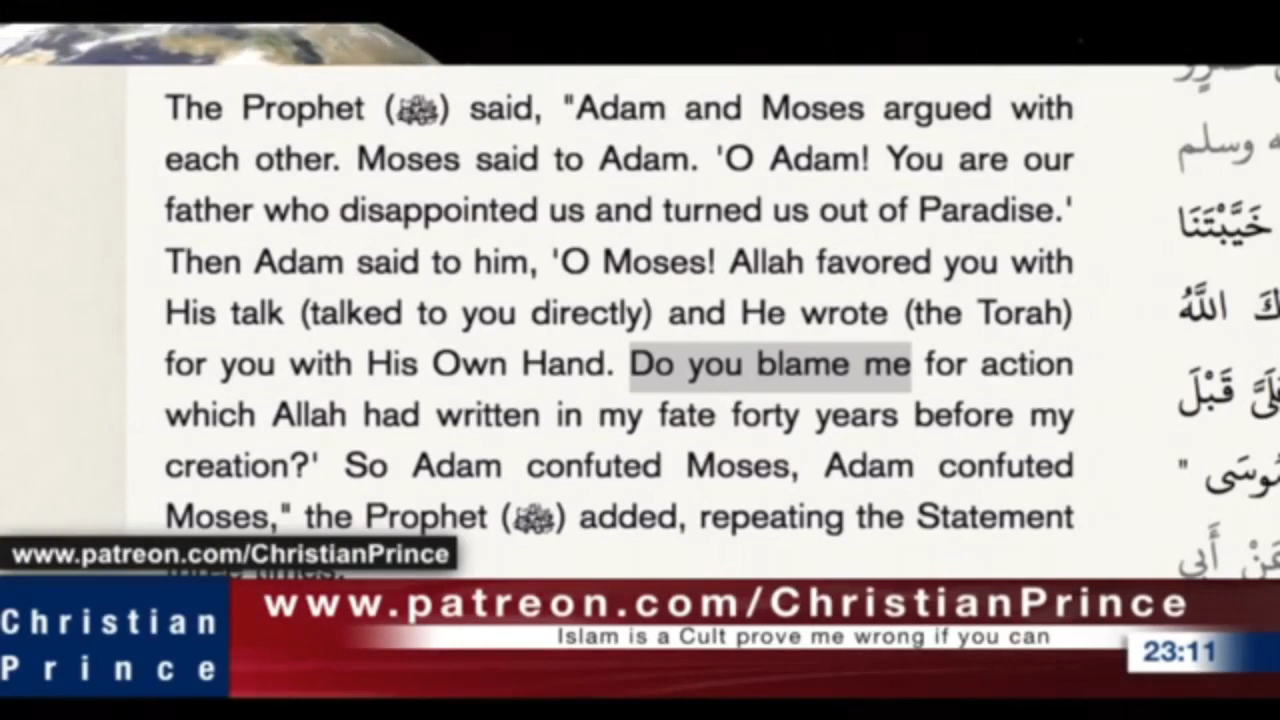 The Prophet (ﷺ) said, "Adam and Moses argued with
each other. Moses said to Adam. 'O Adam! You are our
father who disappointed us and turned us out of Paradise.'
Then Adam said to him, 'O Moses! Allah favored you with
His talk (talked to you directly) and He wrote (the Torah)
for you with His Own Hand. Do you blame me for action
which Allah had written in my fate forty years before my
creation?' So Adam confuted Moses, Adam confuted
Moses," the Prophet (ﷺ) added, repeating the Statement
three times.
وسلم
خَيَّبْتَنَا
اللَّهُ
قَبْلَ
"
أَبِي
www.patreon.com/ChristianPrince
Christian
Prince
www.patreon.com/ChristianPrince
Islam is a Cult prove me wrong if you can
23:11